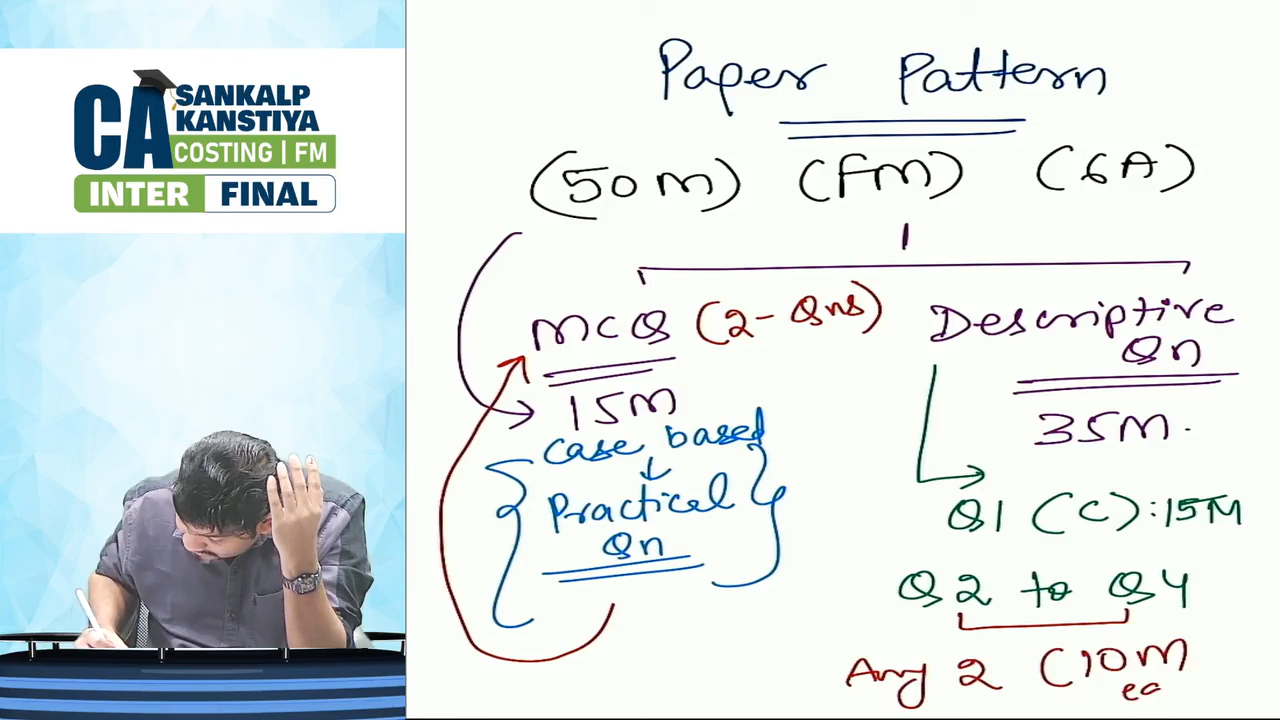 CA SANKALP
KANSTIYA
COSTING | FM
INTER FINAL
Paper Pattern
(50M) (FM) (6A)
MCQ (2-Qns)
15M
case based
Practical
Qn
Descriptive
Qn
35M.
Q1 (C):15M
Q2 to Q4
Any 2 (10M
ea